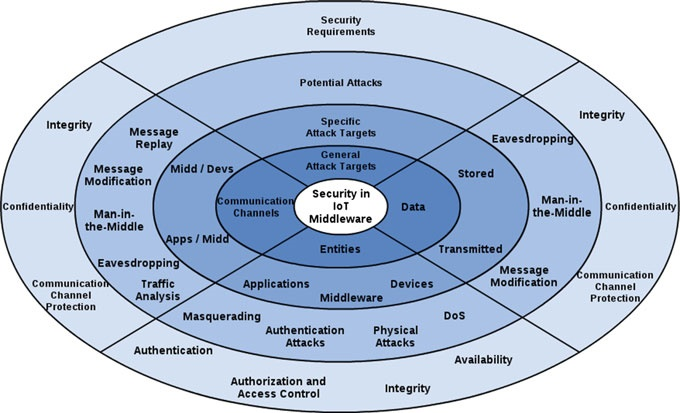 Security
Requirements
Potential Attacks
Specific
Attack Targets
General
Attack Targets
Security in
IoT
Middleware
Communication
Channels
Data
Entities
Midd / Devs
Apps / Midd
Stored
Transmitted
Applications
Middleware
Devices
Message
Replay
Message
Modification
Man-in
-the-Middle
Eavesdropping
Traffic
Analysis
Eavesdropping
Man-in
-the-Middle
Message
Modification
Masquerading
Authentication
Attacks
Physical
Attacks
DoS
Integrity
Confidentiality
Communication
Channel
Protection
Integrity
Confidentiality
Communication
Channel
Protection
Authentication
Authorization and
Access Control
Integrity
Availability